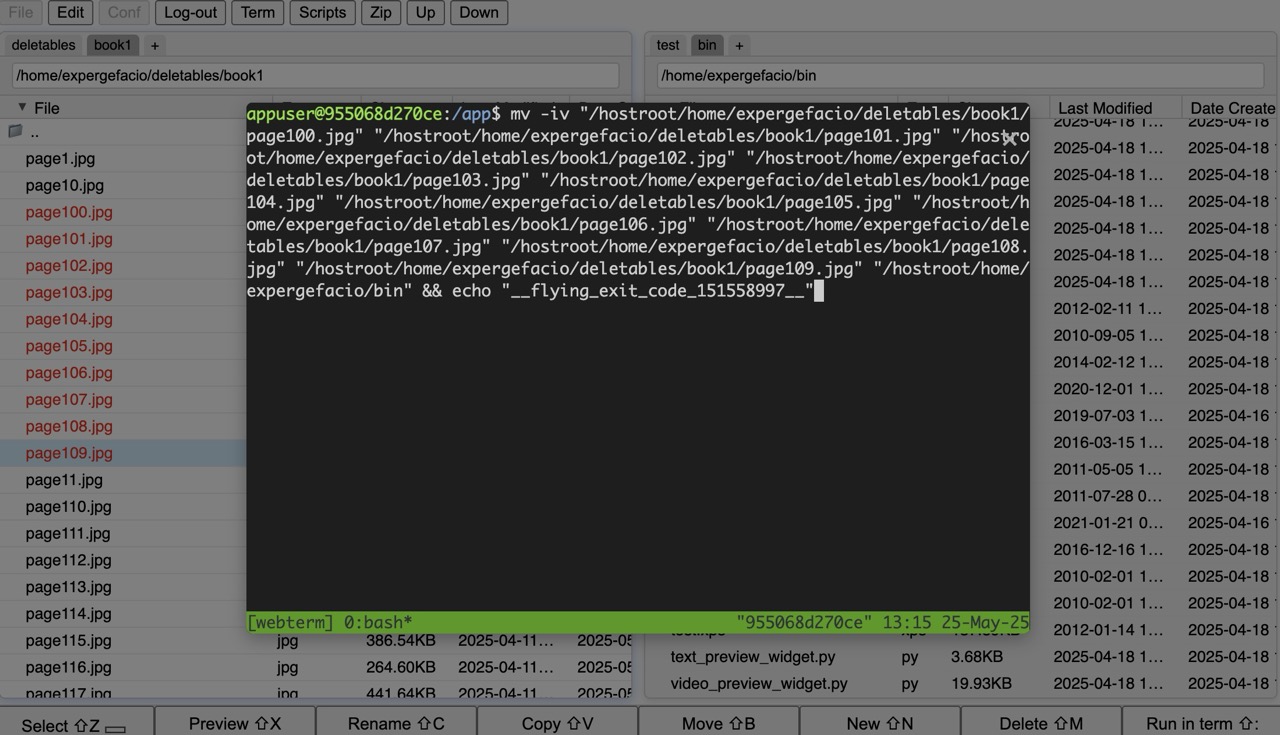 File Edit Conf Log-out Term Scripts Zip Up Down
deletables book1 +
/home/expergefacio/deletables/book1
▼ File
..
page1.jpg
page10.jpg
page100.jpg
page101.jpg
page102.jpg
page103.jpg
page104.jpg
page105.jpg
page106.jpg
page107.jpg
page108.jpg
page109.jpg
page11.jpg
page110.jpg
page111.jpg
page112.jpg
page113.jpg
page114.jpg
page115.jpg jpg 386.54KB 2025-04-11... 2025-05
page116.jpg jpg 264.60KB 2025-04-11... 2025-05
page117.jpg jpg 441.64KB 2025-04-11... 2025-05
appuser@955068d270ce:/app$ mv -iv "/hostroot/home/expergefacio/deletables/book1/
page100.jpg" "/hostroot/home/expergefacio/deletables/book1/page101.jpg" "/hostro
ot/home/expergefacio/deletables/book1/page102.jpg" "/hostroot/home/expergefacio/
deletables/book1/page103.jpg" "/hostroot/home/expergefacio/deletables/book1/page
104.jpg" "/hostroot/home/expergefacio/deletables/book1/page105.jpg" "/hostroot/h
ome/expergefacio/deletables/book1/page106.jpg" "/hostroot/home/expergefacio/dele
tables/book1/page107.jpg" "/hostroot/home/expergefacio/deletables/book1/page108.
jpg" "/hostroot/home/expergefacio/deletables/book1/page109.jpg" "/hostroot/home/
expergefacio/bin" && echo "__flying_exit_code_151558997__"
[webterm] 0:bash* "955068d270ce" 13:15 25-May-25
test bin +
/home/expergefacio/bin
Last Modified Date Create
2025-04-18 1... 2025-04-18
2025-04-18 1... 2025-04-18
2025-04-18 1... 2025-04-18
2025-04-18 1... 2025-04-18
2025-04-18 1... 2025-04-18
2025-04-18 1... 2025-04-18
2025-04-18 1... 2025-04-18
2012-02-11 1... 2025-04-18
2010-09-05 1... 2025-04-18
2014-02-12 1... 2025-04-18
2020-12-01 1... 2025-04-18
2019-07-03 1... 2025-04-16
2016-03-15 1... 2025-04-18
2011-05-05 1... 2025-04-18
2011-07-28 0... 2025-04-18
2021-01-21 0... 2025-04-16
2016-12-16 1... 2025-04-18
2010-02-01 1... 2025-04-18
2010-02-01 1... 2025-04-18
2012-01-14 1... 2025-04-18
text_preview_widget.py py 3.68KB 2025-04-18 1... 2025-04-18
video_preview_widget.py py 19.93KB 2025-04-18 1... 2025-04-18
Select ⇧Z Preview ⇧X Rename ⇧C Copy ⇧V Move ⇧B New ⇧N Delete ⇧M Run in term ⇧: